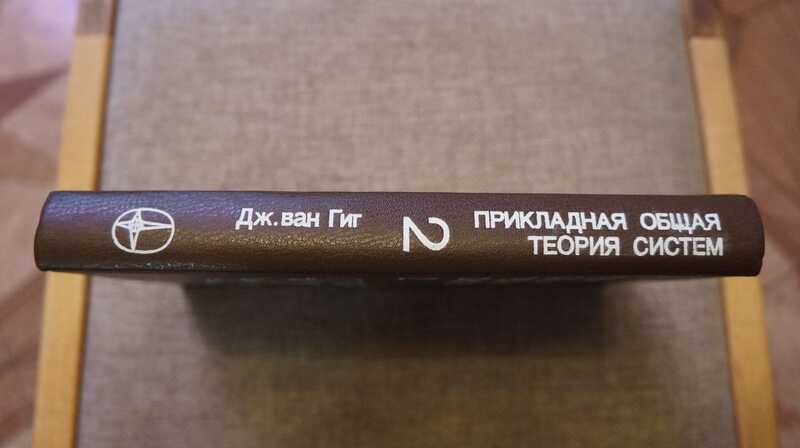 Дж. ван Гиг
2
ПРИКЛАДНАЯ ОБЩАЯ
ТЕОРИЯ СИСТЕМ